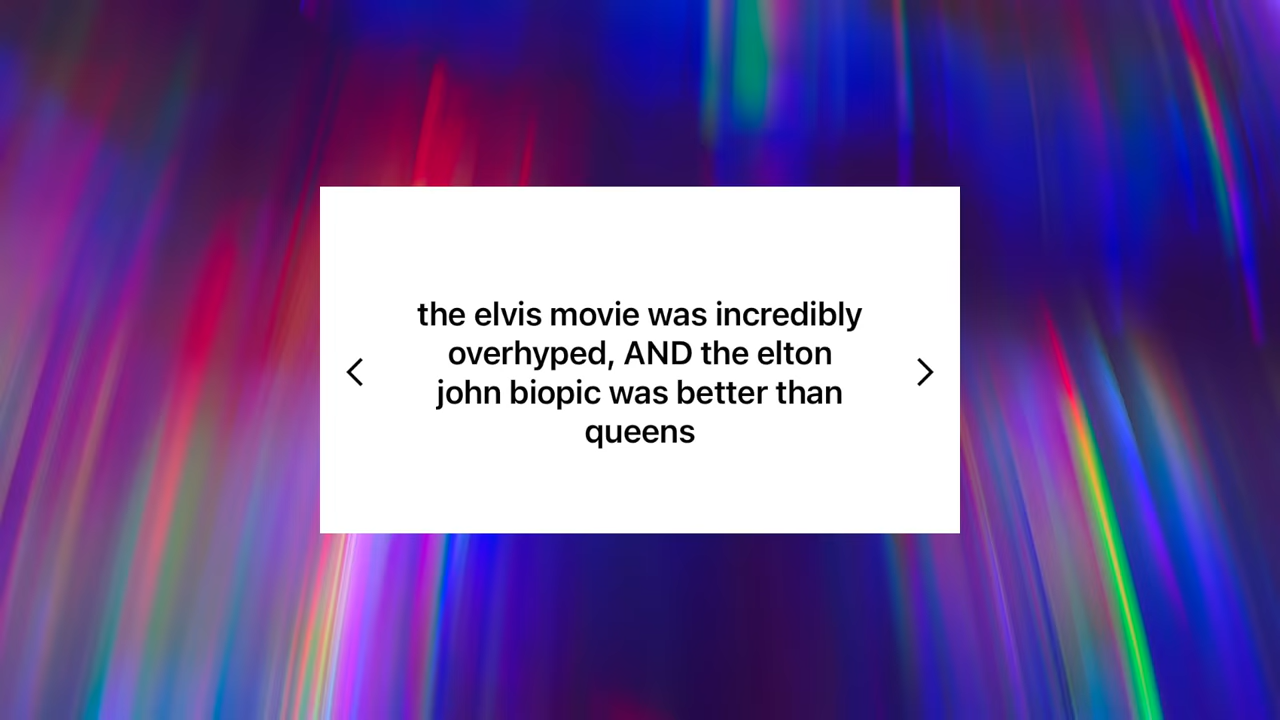 the elvis movie was incredibly
overhyped, AND the elton
john biopic was better than
queens